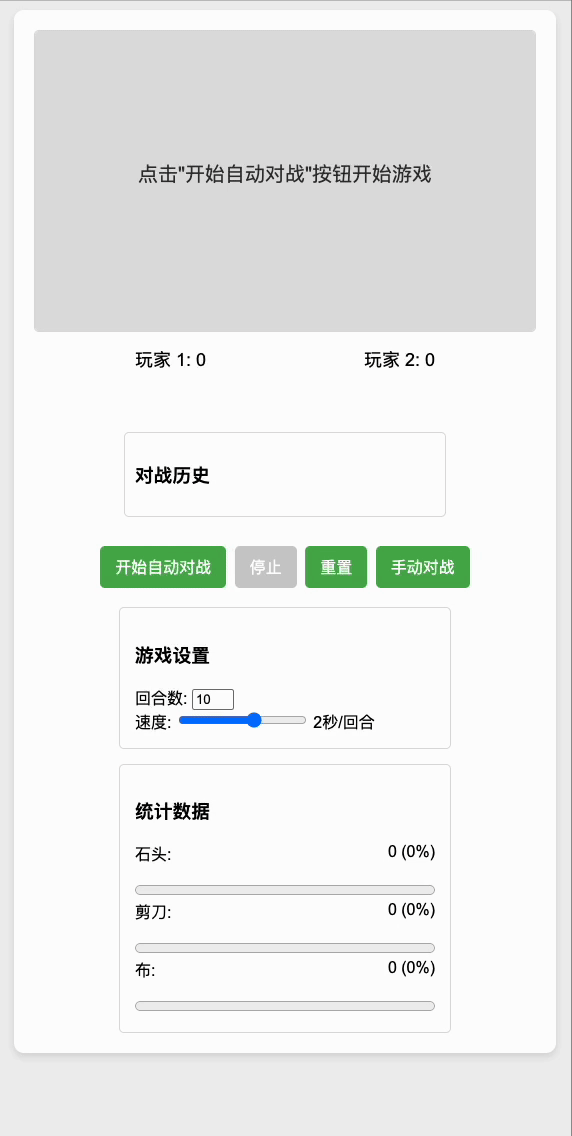 点击"开始自动对战"按钮开始游戏
玩家 1: 0 玩家 2: 0
对战历史
开始自动对战 停止 重置 手动对战
游戏设置
回合数: 10
速度: 2秒/回合
统计数据
石头: 0 (0%)
剪刀: 0 (0%)
布: 0 (0%)